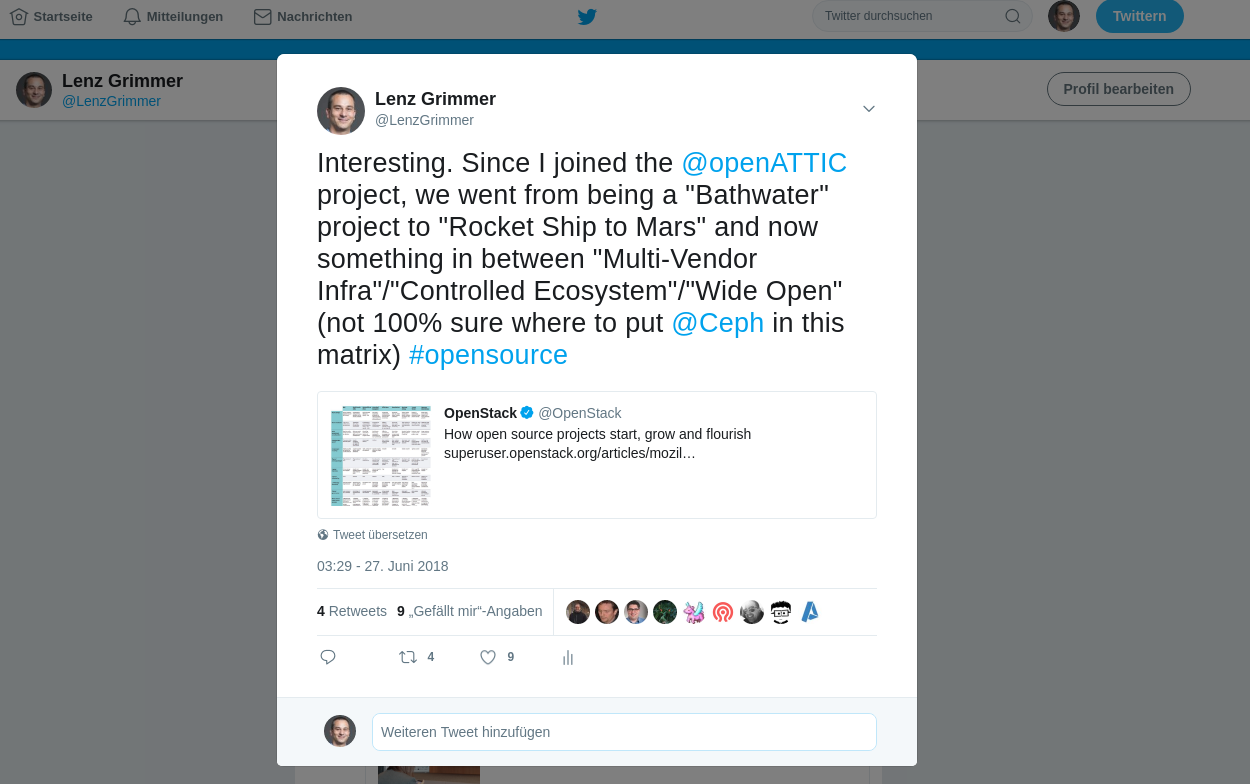 Startseite Mitteilungen Nachrichten Twitter durchsuchen Twittern
Lenz Grimmer
@LenzGrimmer
Profil bearbeiten
Lenz Grimmer
@LenzGrimmer
Interesting. Since I joined the @openATTIC
project, we went from being a "Bathwater"
project to "Rocket Ship to Mars" and now
something in between "Multi-Vendor
Infra"/"Controlled Ecosystem"/"Wide Open"
(not 100% sure where to put @Ceph in this
matrix) #opensource
OpenStack @OpenStack
How open source projects start, grow and flourish
superuser.openstack.org/articles/mozil…
Tweet übersetzen
03:29 - 27. Juni 2018
4 Retweets 9 „Gefällt mir“-Angaben
4 9
Weiteren Tweet hinzufügen